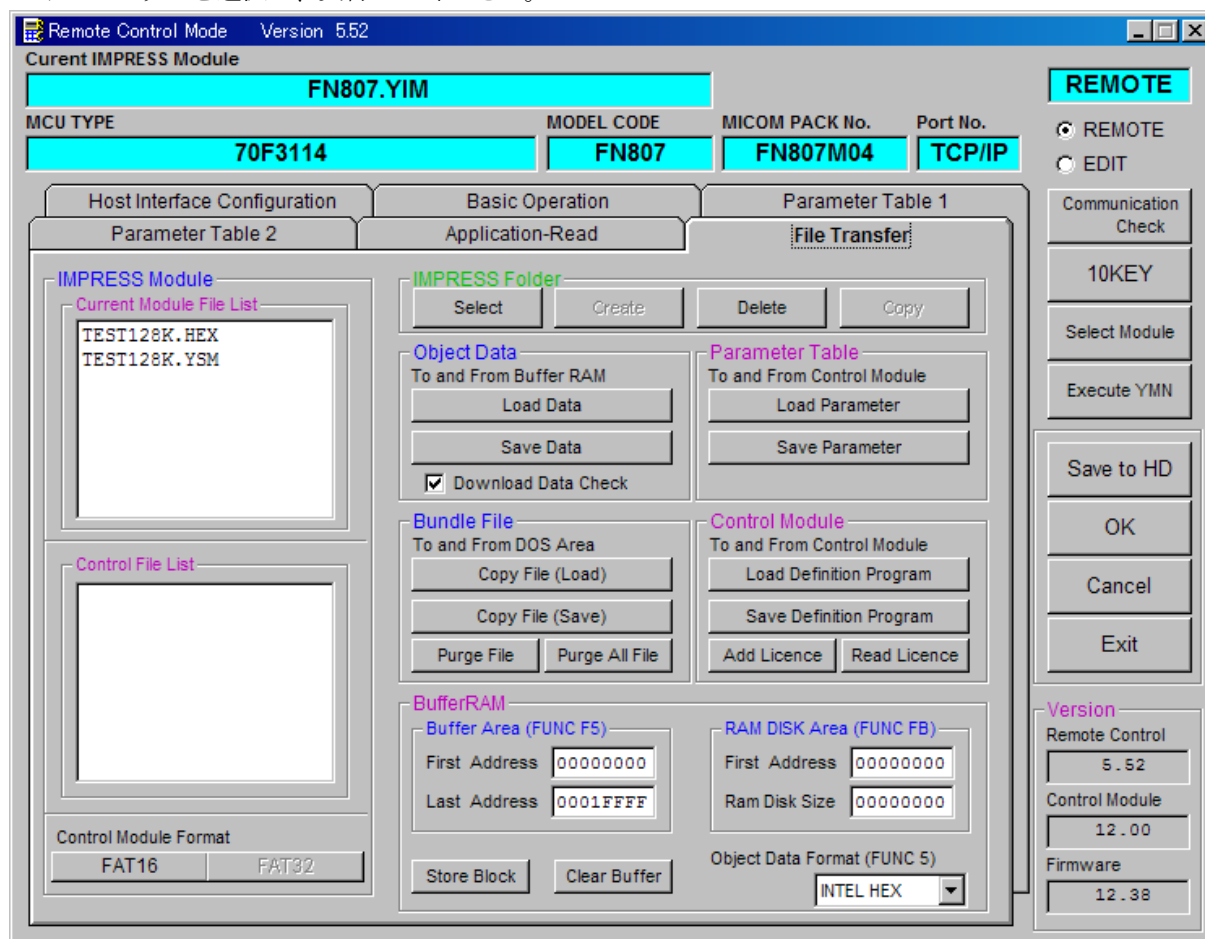 Remote Control Mode Version 5.52
Curent IMPRESS Module
FN807.YIM
REMOTE
MCU TYPE
MODEL CODE
MICOM PACK No.
Port No.
70F3114
FN807
FN807M04
TCP/IP
REMOTE
EDIT
Host Interface Configuration
Basic Operation
Parameter Table 1
Parameter Table 2
Application-Read
File Transfer
Communication
Check
10KEY
Select Module
Execute YMN
Save to HD
OK
Cancel
Exit
IMPRESS Module
Current Module File List
TEST128K.HEX
TEST128K.YSM
Control File List
Control Module Format
FAT16
FAT32
IMPRESS Folder
Select
Create
Delete
Copy
Object Data
To and From Buffer RAM
Load Data
Save Data
Download Data Check
Parameter Table
To and From Control Module
Load Parameter
Save Parameter
Bundle File
To and From DOS Area
Copy File (Load)
Copy File (Save)
Purge File
Purge All File
Control Module
To and From Control Module
Load Definition Program
Save Definition Program
Add Licence
Read Licence
BufferRAM
Buffer Area (FUNC F5)
First Address 00000000
Last Address 0001FFFF
RAM DISK Area (FUNC FB)
First Address 00000000
Ram Disk Size 00000000
Store Block
Clear Buffer
Object Data Format (FUNC 5)
INTEL HEX
Version
Remote Control
5.52
Control Module
12.00
Firmware
12.38